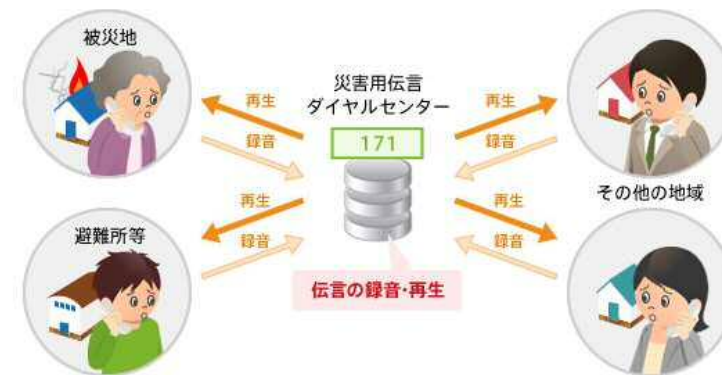 被災地
災害用伝言
ダイヤルセンター
171
再生
録音
再生
録音
その他の地域
避難所等
再生
録音
再生
録音
伝言の録音・再生